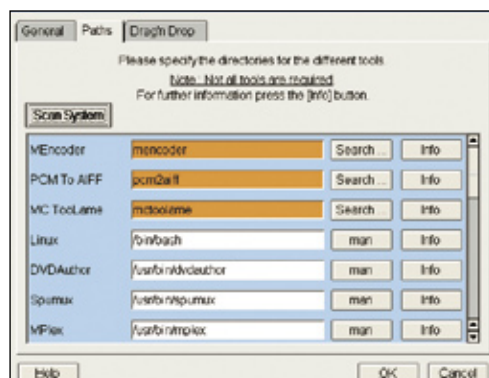 General Paths Drag'n Drop
Please specify the directories for the different tools.
Note: Not all tools are required
For further information press the [Info] button.
Scan System
MEncoder mencoder Search ... Info
PCM To AIFF pcm2aiff Search ... Info
MC TooLame mctoolame Search ... Info
Linux /bin/bash man Info
DVDAuthor /usr/bin/dvdauthor man Info
Spumux /usr/bin/spumux man Info
MPlex /usr/bin/mplex man Info
Help OK Cancel